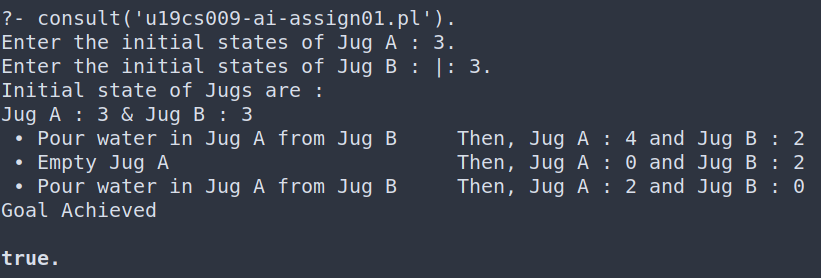 ?- consult('u19cs009-ai-assign01.pl').
Enter the initial states of Jug A : 3.
Enter the initial states of Jug B : |: 3.
Initial state of Jugs are :
Jug A : 3 & Jug B : 3
• Pour water in Jug A from Jug B     Then, Jug A : 4 and Jug B : 2
• Empty Jug A                        Then, Jug A : 0 and Jug B : 2
• Pour water in Jug A from Jug B     Then, Jug A : 2 and Jug B : 0
Goal Achieved
true.